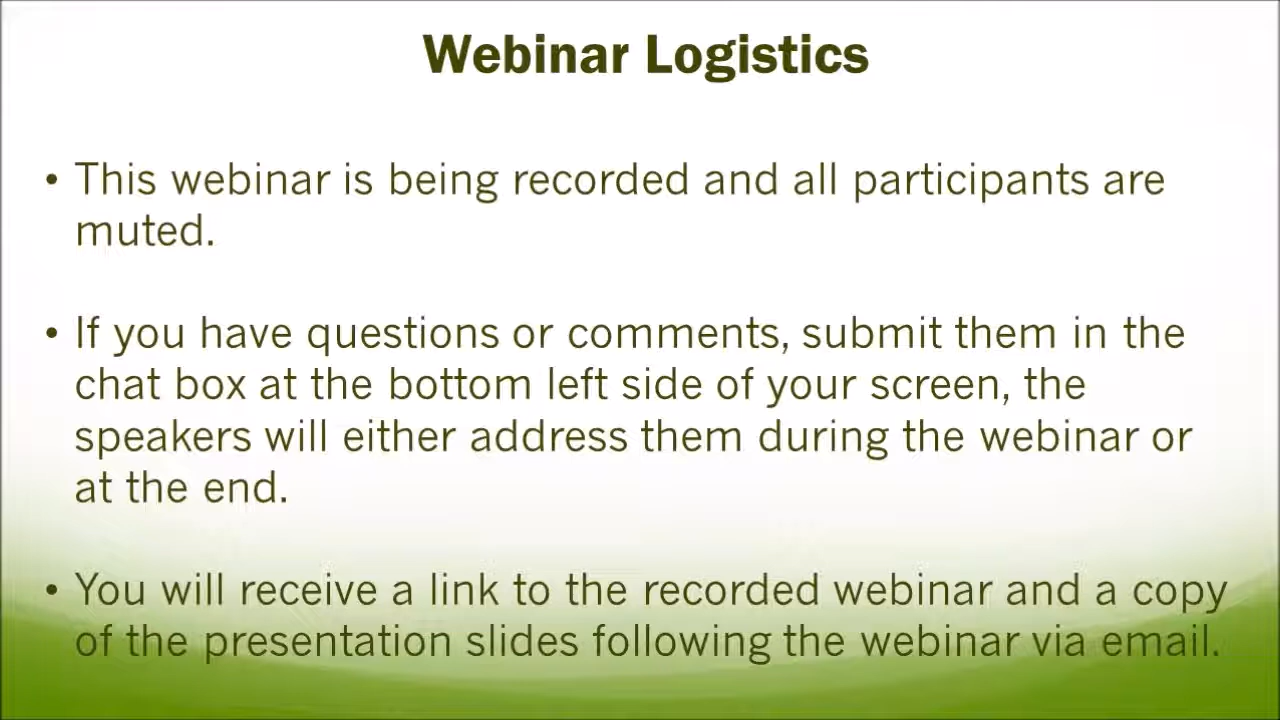 Webinar Logistics
• This webinar is being recorded and all participants are
muted.
• If you have questions or comments, submit them in the
chat box at the bottom left side of your screen, the
speakers will either address them during the webinar or
at the end.
• You will receive a link to the recorded webinar and a copy
of the presentation slides following the webinar via email.